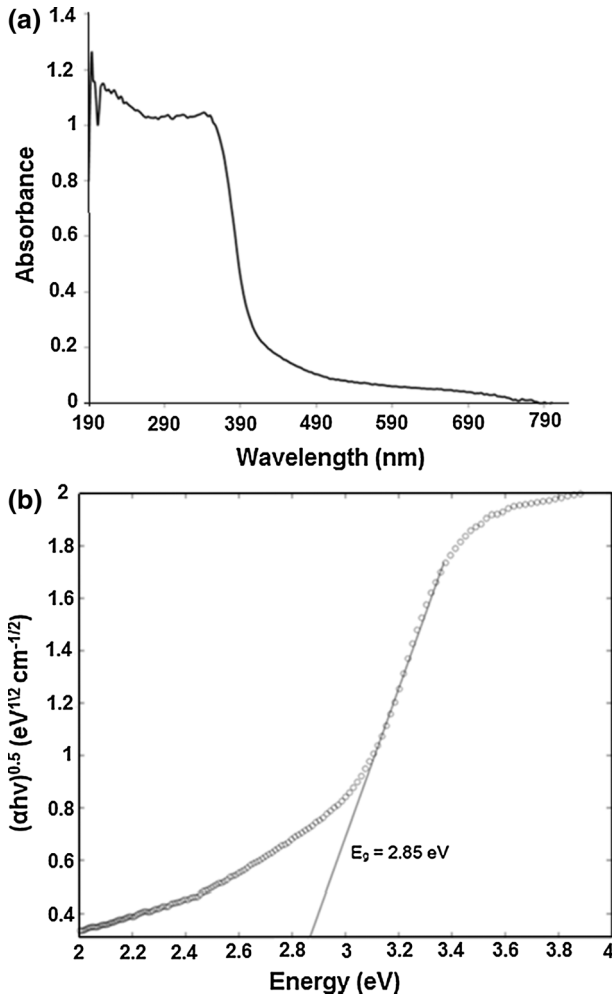 (a)
1.4
1.2
1
0.8
0.6
0.4
0.2
0
Absorbance
190 290 390 490 590 690 790
Wavelength (nm)
(b)
2
1.8
1.6
1.4
1.2
1
0.8
0.6
0.4
(αhv)^0.5 (eV^1\2 cm^-1/2)
E₉ = 2.85 eV
2 2.2 2.4 2.6 2.8 3 3.2 3.4 3.6 3.8 4
Energy (eV)